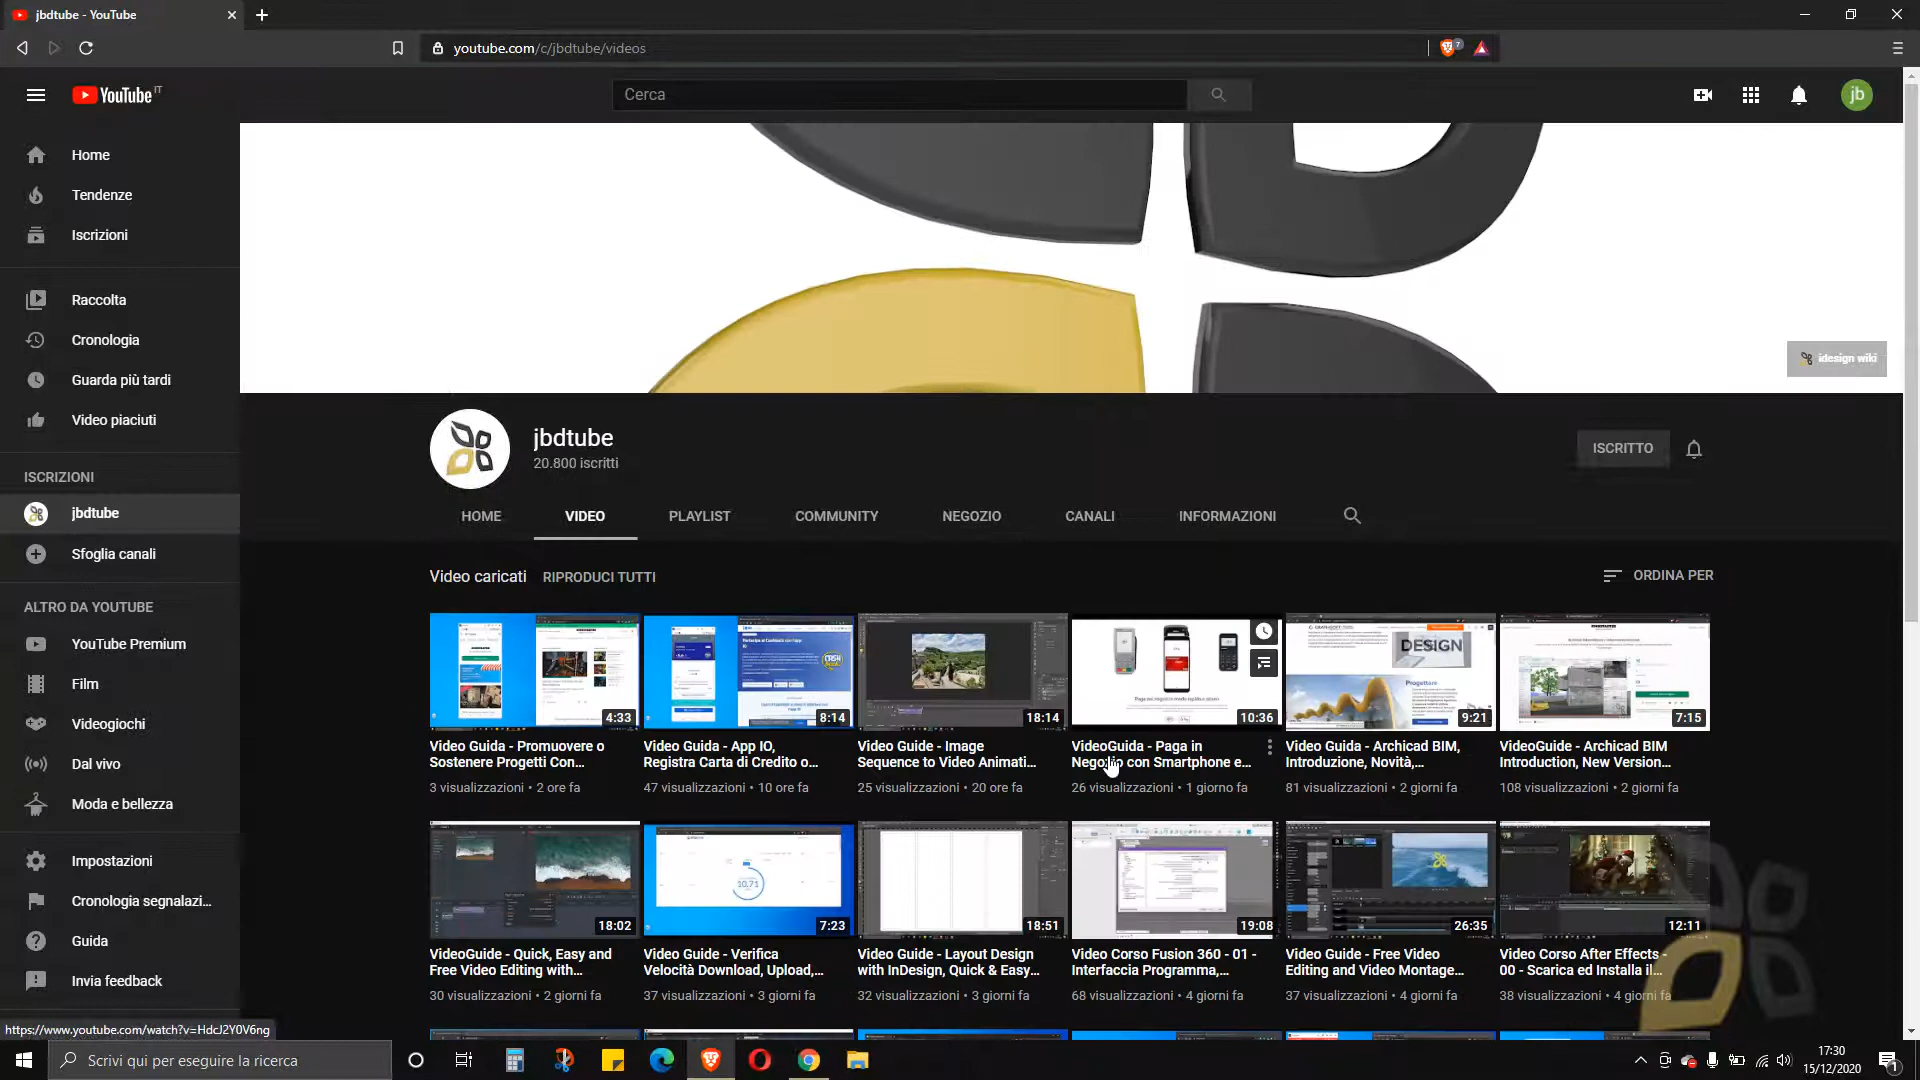 jbdtube - YouTube
youtube.com/c/jbdtube/videos
7
YouTube IT
Cerca
jb
Home
Tendenze
Iscrizioni
Raccolta
Cronologia
Guarda più tardi
Video piaciuti
ISCRIZIONI
jbdtube
Sfoglia canali
ALTRO DA YOUTUBE
YouTube Premium
Film
Videogiochi
Dal vivo
Moda e bellezza
Impostazioni
Cronologia segnalazi...
Guida
Invia feedback
idesign wiki
jbdtube
20.800 iscritti
ISCRITTO
HOME VIDEO PLAYLIST COMMUNITY NEGOZIO CANALI INFORMAZIONI
Video caricati RIPRODUCI TUTTI
ORDINA PER
4:33
8:14
18:14
10:36
DESIGN
Progettare
9:21
7:15
Video Guida - Promuovere o
Sostenere Progetti Con...
3 visualizzazioni • 2 ore fa
Video Guida - App IO,
Registra Carta di Credito o...
47 visualizzazioni • 10 ore fa
Video Guide - Image
Sequence to Video Animati...
25 visualizzazioni • 20 ore fa
VideoGuida - Paga in
Negozio con Smartphone e...
26 visualizzazioni • 1 giorno fa
Video Guida - Archicad BIM,
Introduzione, Novità,...
81 visualizzazioni • 2 giorni fa
VideoGuide - Archicad BIM
Introduction, New Version...
108 visualizzazioni • 2 giorni fa
18:02
10,71
7:23
18:51
19:08
26:35
12:11
VideoGuide - Quick, Easy and
Free Video Editing with...
30 visualizzazioni • 2 giorni fa
Video Guide - Verifica
Velocità Download, Upload,...
37 visualizzazioni • 3 giorni fa
Video Guide - Layout Design
with InDesign, Quick & Easy...
32 visualizzazioni • 3 giorni fa
Video Corso Fusion 360 - 01 -
Interfaccia Programma,...
68 visualizzazioni • 4 giorni fa
Video Guide - Free Video
Editing and Video Montage...
37 visualizzazioni • 4 giorni fa
Video Corso After Effects -
00 - Scarica ed Installa il...
38 visualizzazioni • 4 giorni fa
https://www.youtube.com/watch?v=HdcJ2Y0V6ng
Scrivi qui per eseguire la ricerca
17:30
15/12/2020
1